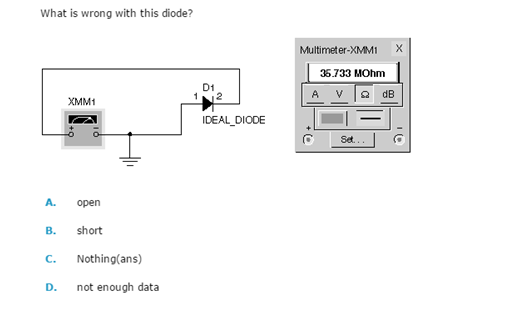 What is wrong with this diode?
Multimeter-XMM1 X
35.733 MOhm
A V Ω dB
+ −
Set...
D1
1 2
IDEAL_DIODE
XMM1
+ −
A. open
B. short
C. Nothing(ans)
D. not enough data